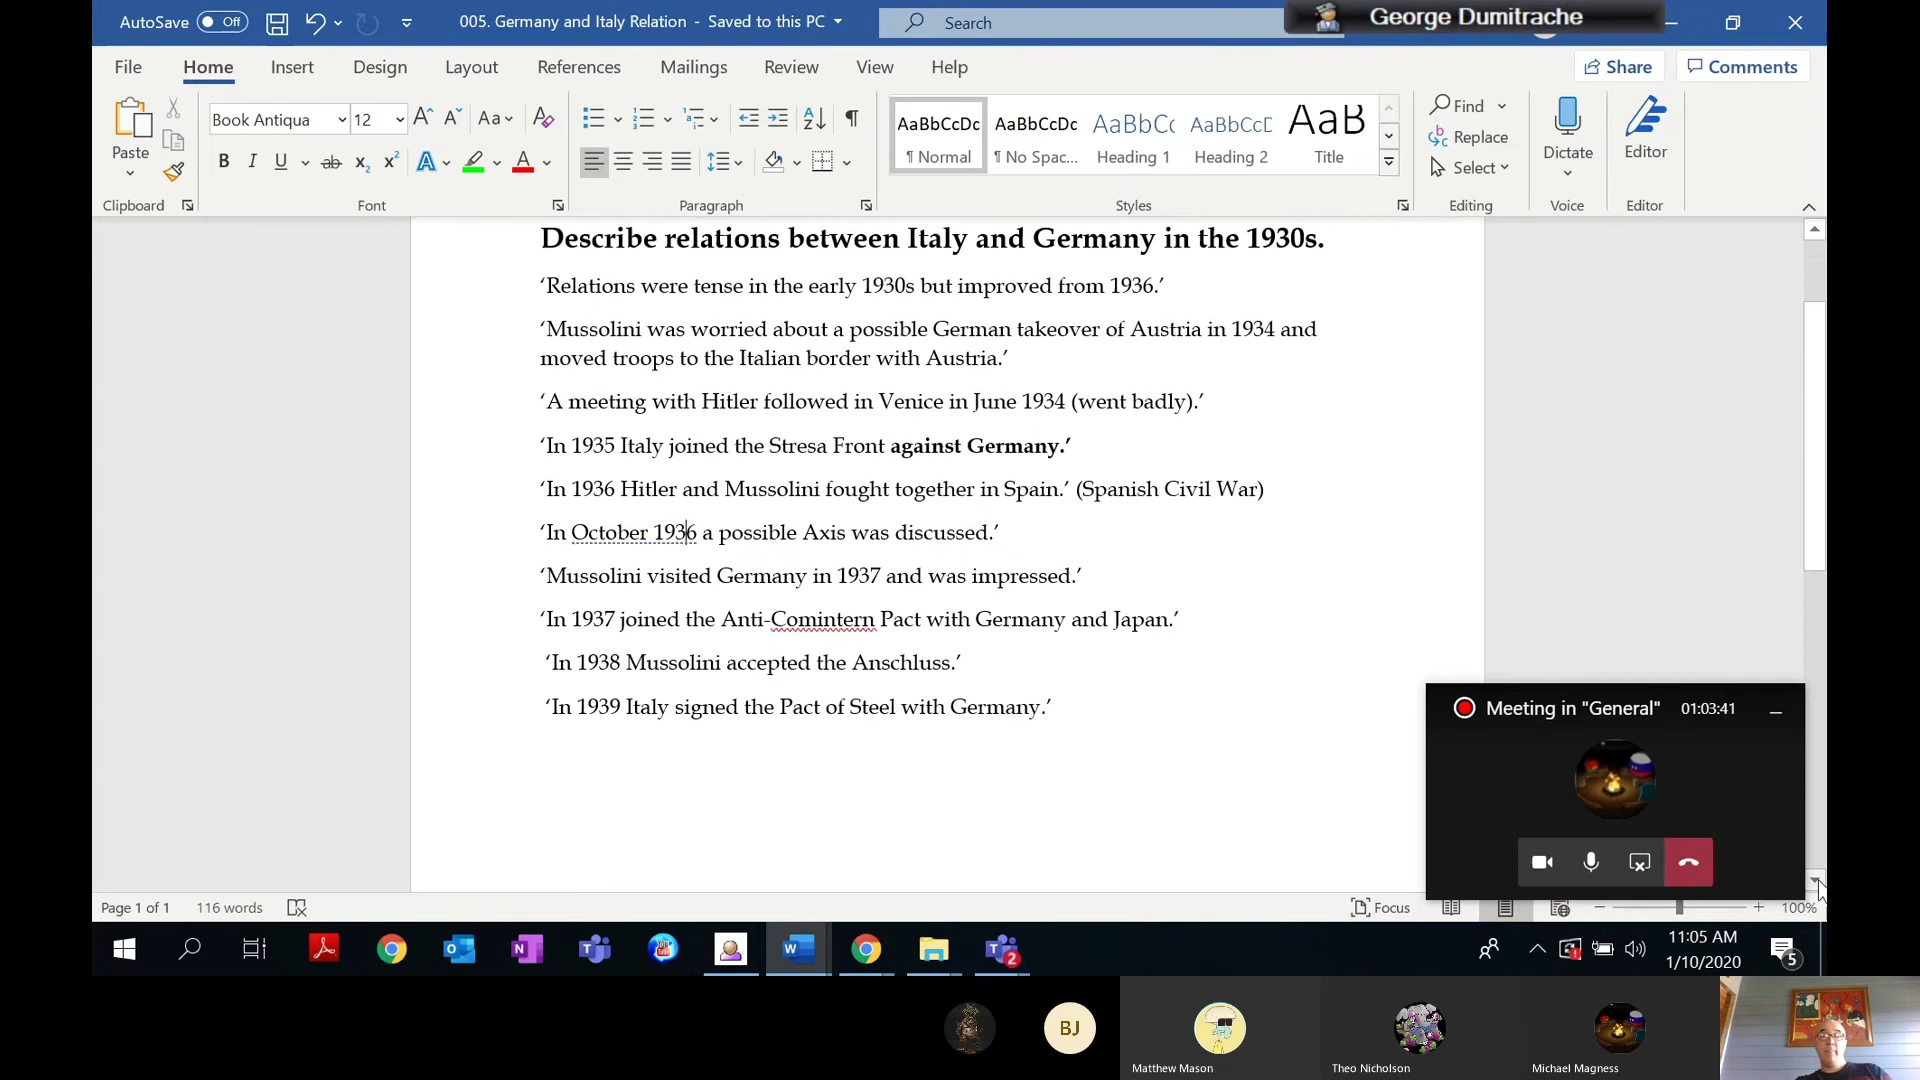 AutoSave Off 005. Germany and Italy Relation - Saved to this PC Search George Dumitrache
File Home Insert Design Layout References Mailings Review View Help Share Comments
Book Antiqua 12 Aa AaBbCcDc AaBbCcDc AaBbCc AaBbCcD AaB Find
Paste ¶ Normal ¶ No Spac... Heading 1 Heading 2 Title Replace Dictate Editor
B I U ab x₂ x² A A Select
Clipboard Font Paragraph Styles Editing Voice Editor
Describe relations between Italy and Germany in the 1930s.
‘Relations were tense in the early 1930s but improved from 1936.’
‘Mussolini was worried about a possible German takeover of Austria in 1934 and
moved troops to the Italian border with Austria.’
‘A meeting with Hitler followed in Venice in June 1934 (went badly).’
‘In 1935 Italy joined the Stresa Front against Germany.’
‘In 1936 Hitler and Mussolini fought together in Spain.’ (Spanish Civil War)
‘In October 1936 a possible Axis was discussed.’
‘Mussolini visited Germany in 1937 and was impressed.’
‘In 1937 joined the Anti-Comintern Pact with Germany and Japan.’
‘In 1938 Mussolini accepted the Anschluss.’
‘In 1939 Italy signed the Pact of Steel with Germany.’
Meeting in "General" 01:03:41
Page 1 of 1 116 words Focus 100%
11:05 AM
1/10/2020
2
5
BJ
Matthew Mason Theo Nicholson Michael Magness